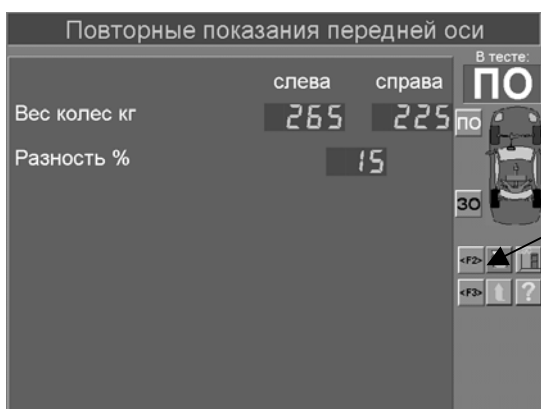 Повторные показания передней оси
В тесте:
ПО
слева справа
Вес колес кг 265 225
ПО
Разность % 15
ЗО
<F2>
<F3> ?